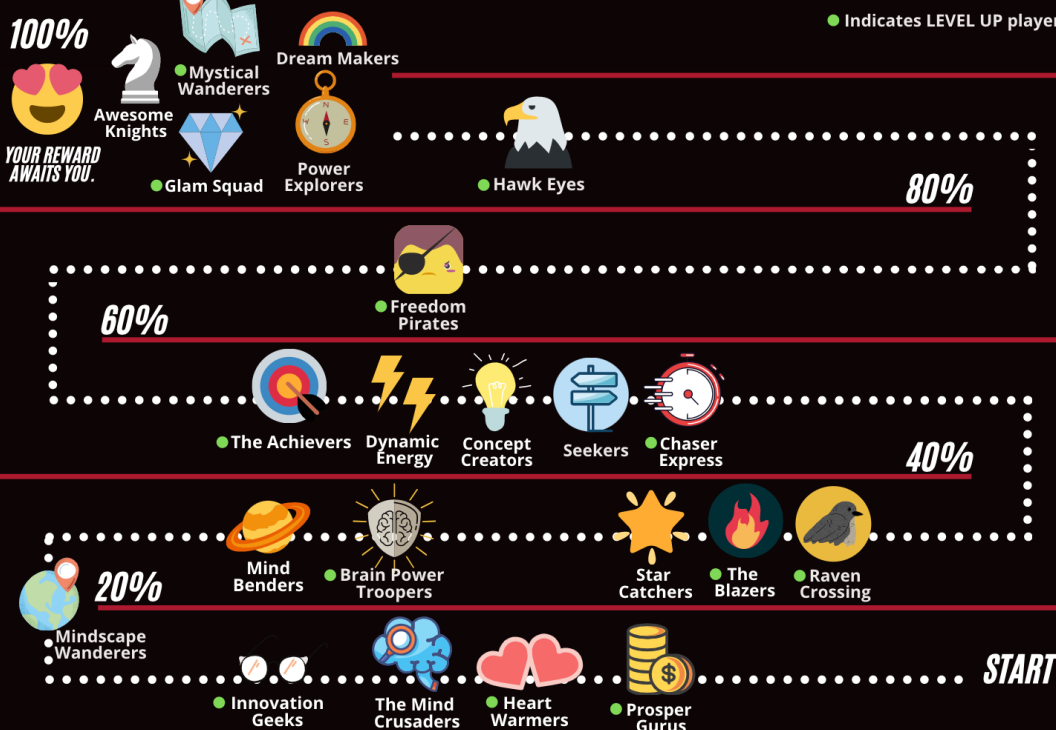 Indicates LEVEL UP player
100%
Dream Makers
Mystical
Wanderers
Awesome
Knights
YOUR REWARD
AWAITS YOU.
Glam Squad
N
W
E
S
Power
Explorers
Hawk Eyes
80%
Freedom
Pirates
60%
The Achievers
Dynamic
Energy
Concept
Creators
Seekers
Chaser
Express
40%
Mind
Benders
Brain Power
Troopers
Star
Catchers
The
Blazers
Raven
Crossing
20%
Mindscape
Wanderers
START
Innovation
Geeks
The Mind
Crusaders
Heart
Warmers
$
Prosper
Gurus